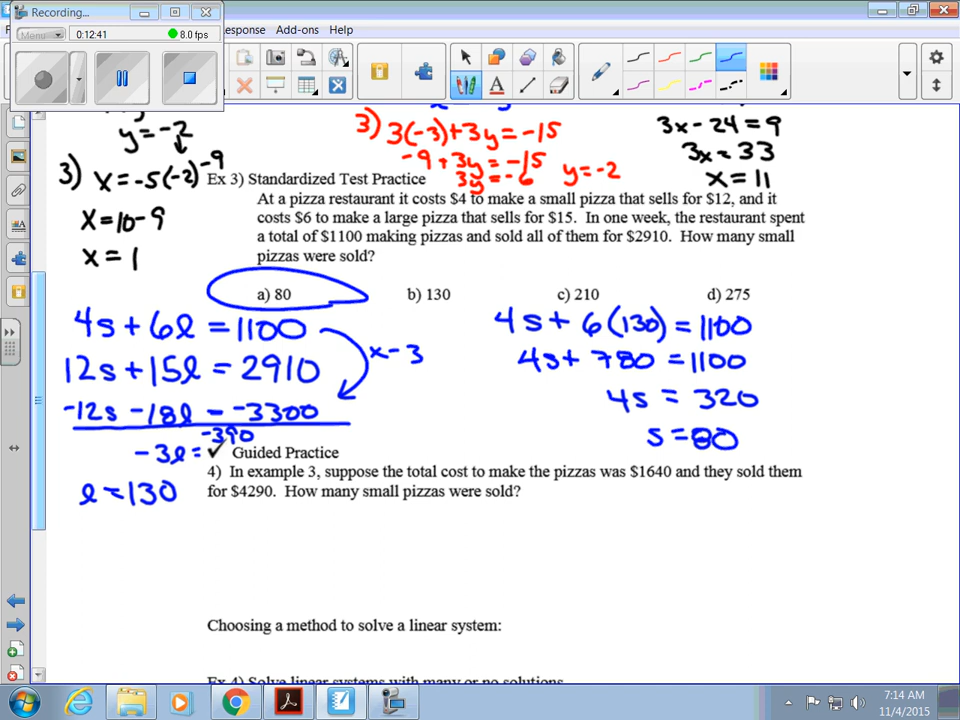 Recording...
Menu
0:12:41
8.0 fps
esponse Add-ons Help
y = -2
3) x = -5(-2) -9
x = 10 - 9
x = 1
3) 3(-3) + 3y = -15
-9 + 3y = -15
3y = -6 y = -2
3x - 24 = 9
3x = 33
x = 11
Ex 3) Standardized Test Practice
At a pizza restaurant it costs $4 to make a small pizza that sells for $12, and it
costs $6 to make a large pizza that sells for $15. In one week, the restaurant spent
a total of $1100 making pizzas and sold all of them for $2910. How many small
pizzas were sold?
a) 80 b) 130 c) 210 d) 275
4s + 6l = 1100
x - 3
12s + 15l = 2910
-12s - 18l = -3300
-3l = -390
l = 130
4s + 6(130) = 1100
4s + 780 = 1100
4s = 320
s = 80
✓ Guided Practice
4) In example 3, suppose the total cost to make the pizzas was $1640 and they sold them
for $4290. How many small pizzas were sold?
Choosing a method to solve a linear system:
Ex 4) Solve linear systems with many or no solutions
7:14 AM
11/4/2015